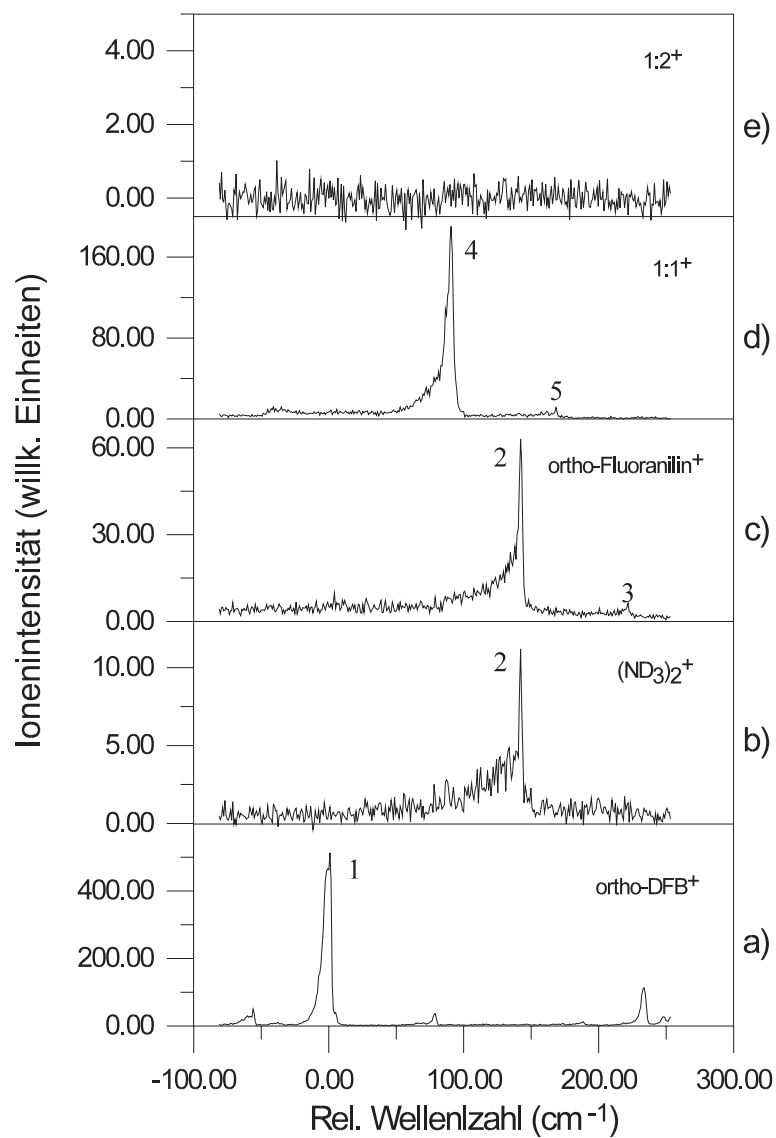 Ionenintensität (willk. Einheiten)
4.00
2.00
0.00
1:2+
e)
160.00
80.00
0.00
4
5
1:1+
d)
60.00
30.00
0.00
2
3
ortho-Fluoranilin+
c)
10.00
5.00
0.00
2
(ND3)2+
b)
400.00
200.00
0.00
1
ortho-DFB+
a)
-100.00 0.00 100.00 200.00 300.00
Rel. Wellenlzahl (cm-1)